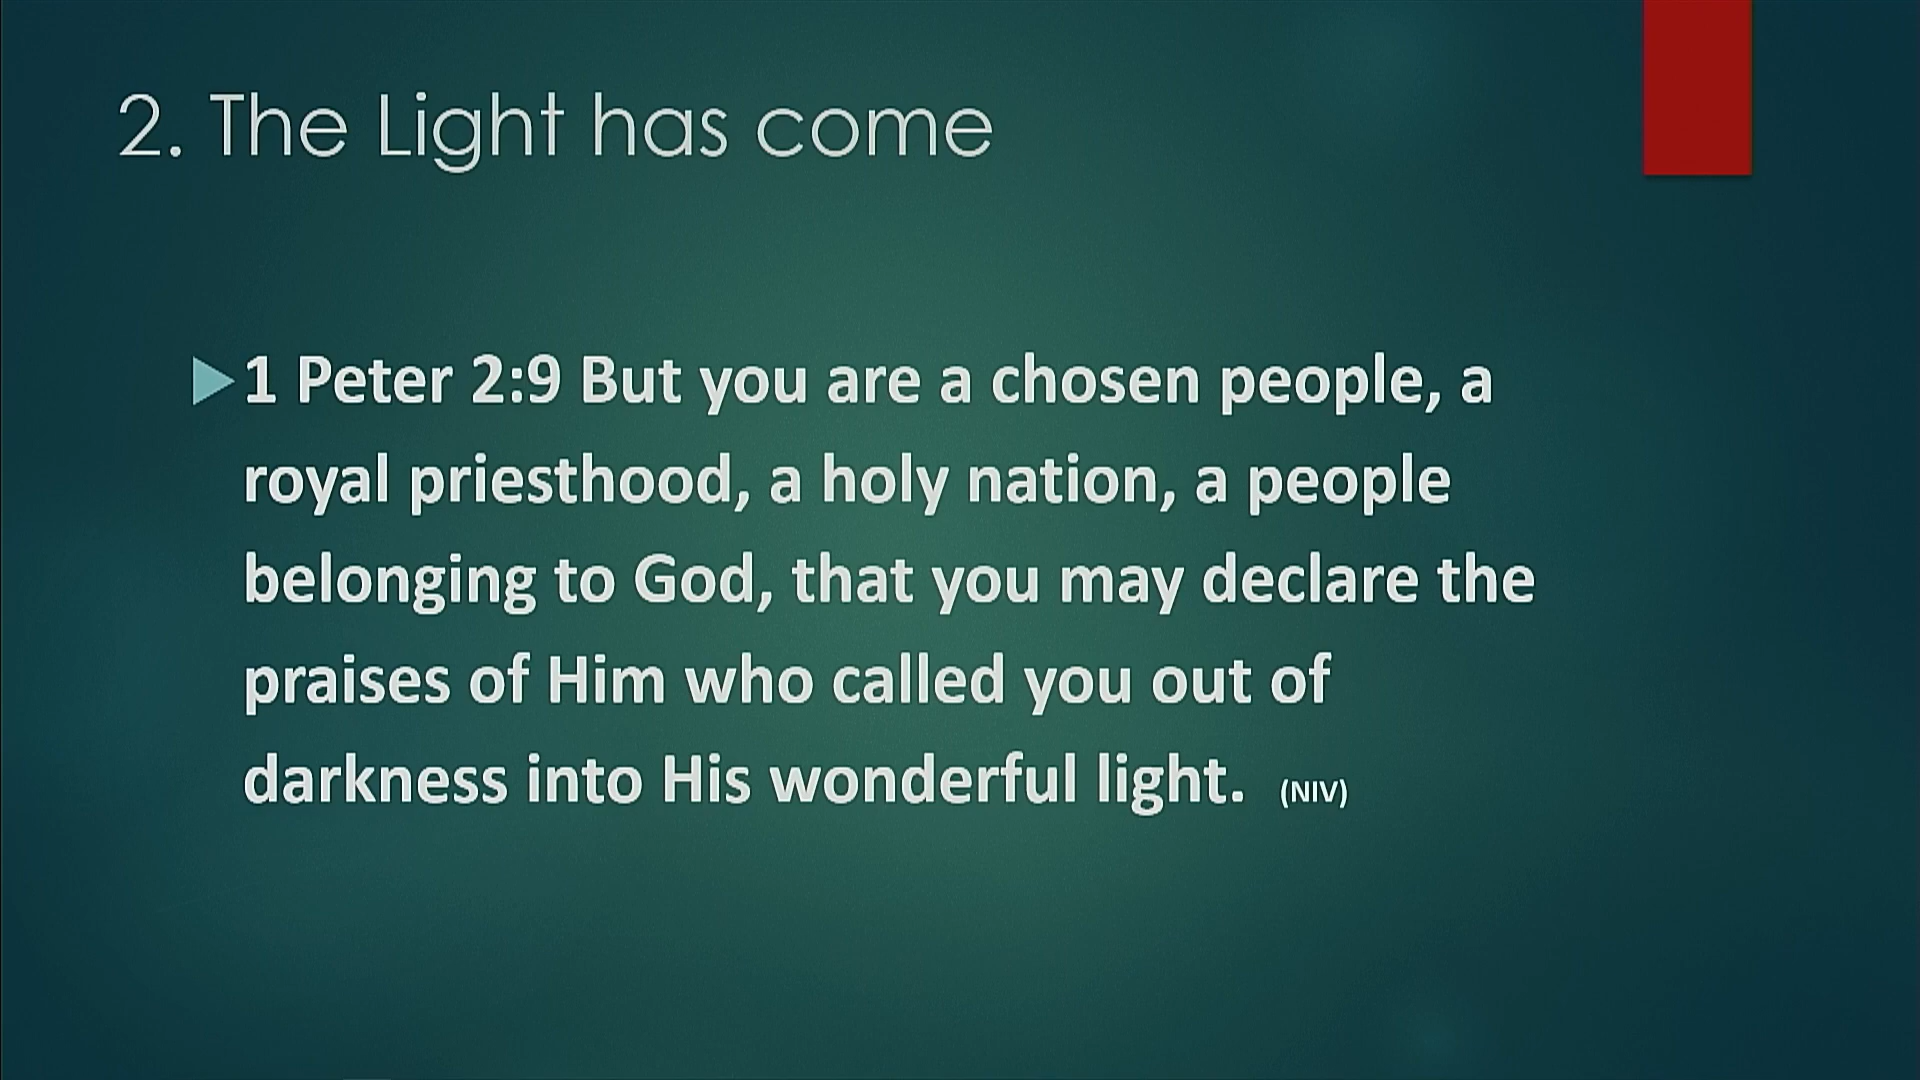 2. The Light has come
1 Peter 2:9 But you are a chosen people, a
royal priesthood, a holy nation, a people
belonging to God, that you may declare the
praises of Him who called you out of
darkness into His wonderful light. (NIV)